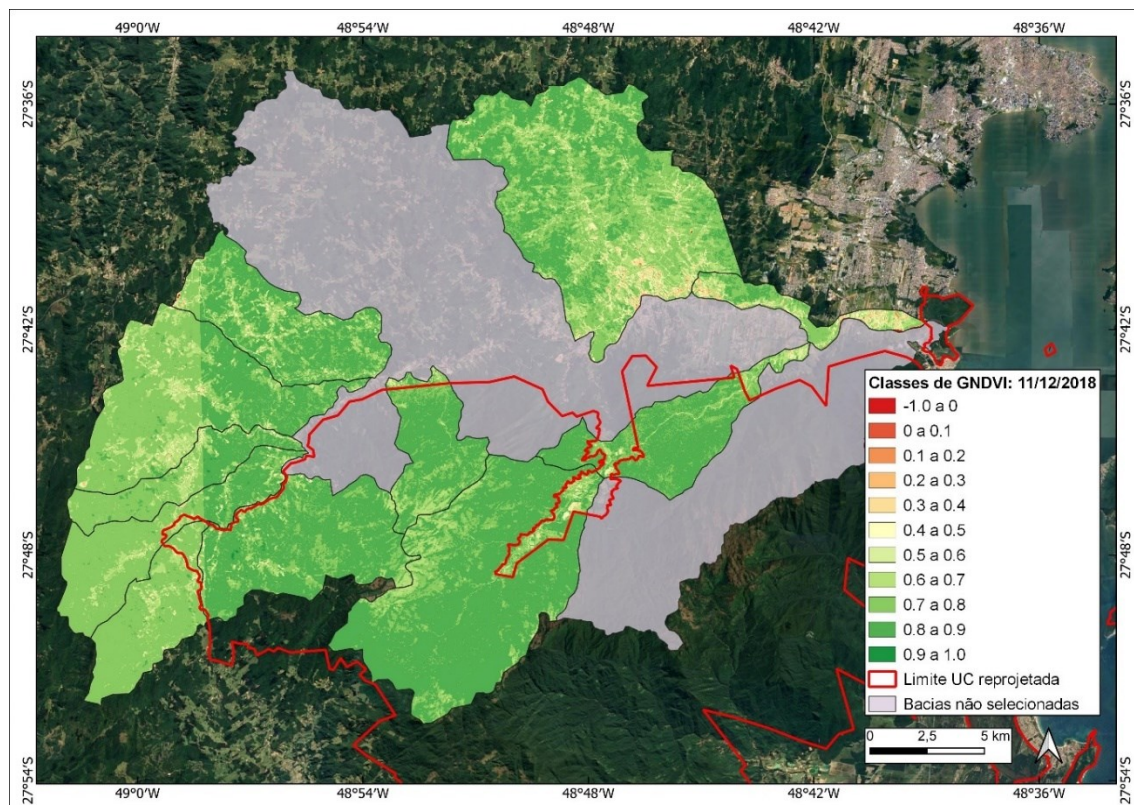 49°0'W 48°54'W 48°48'W 48°42'W 48°36'W
27°36'S 27°36'S
27°42'S 27°42'S
Classes de GNDVI: 11/12/2018
-1.0 a 0
0 a 0.1
0.1 a 0.2
0.2 a 0.3
0.3 a 0.4
0.4 a 0.5
0.5 a 0.6
0.6 a 0.7
0.7 a 0.8
0.8 a 0.9
0.9 a 1.0
Limite UC reprojetada
Bacias não selecionadas
0 2,5 5 km
27°48'S 27°48'S
27°54'S 27°54'S
49°0'W 48°54'W 48°48'W 48°42'W 48°36'W